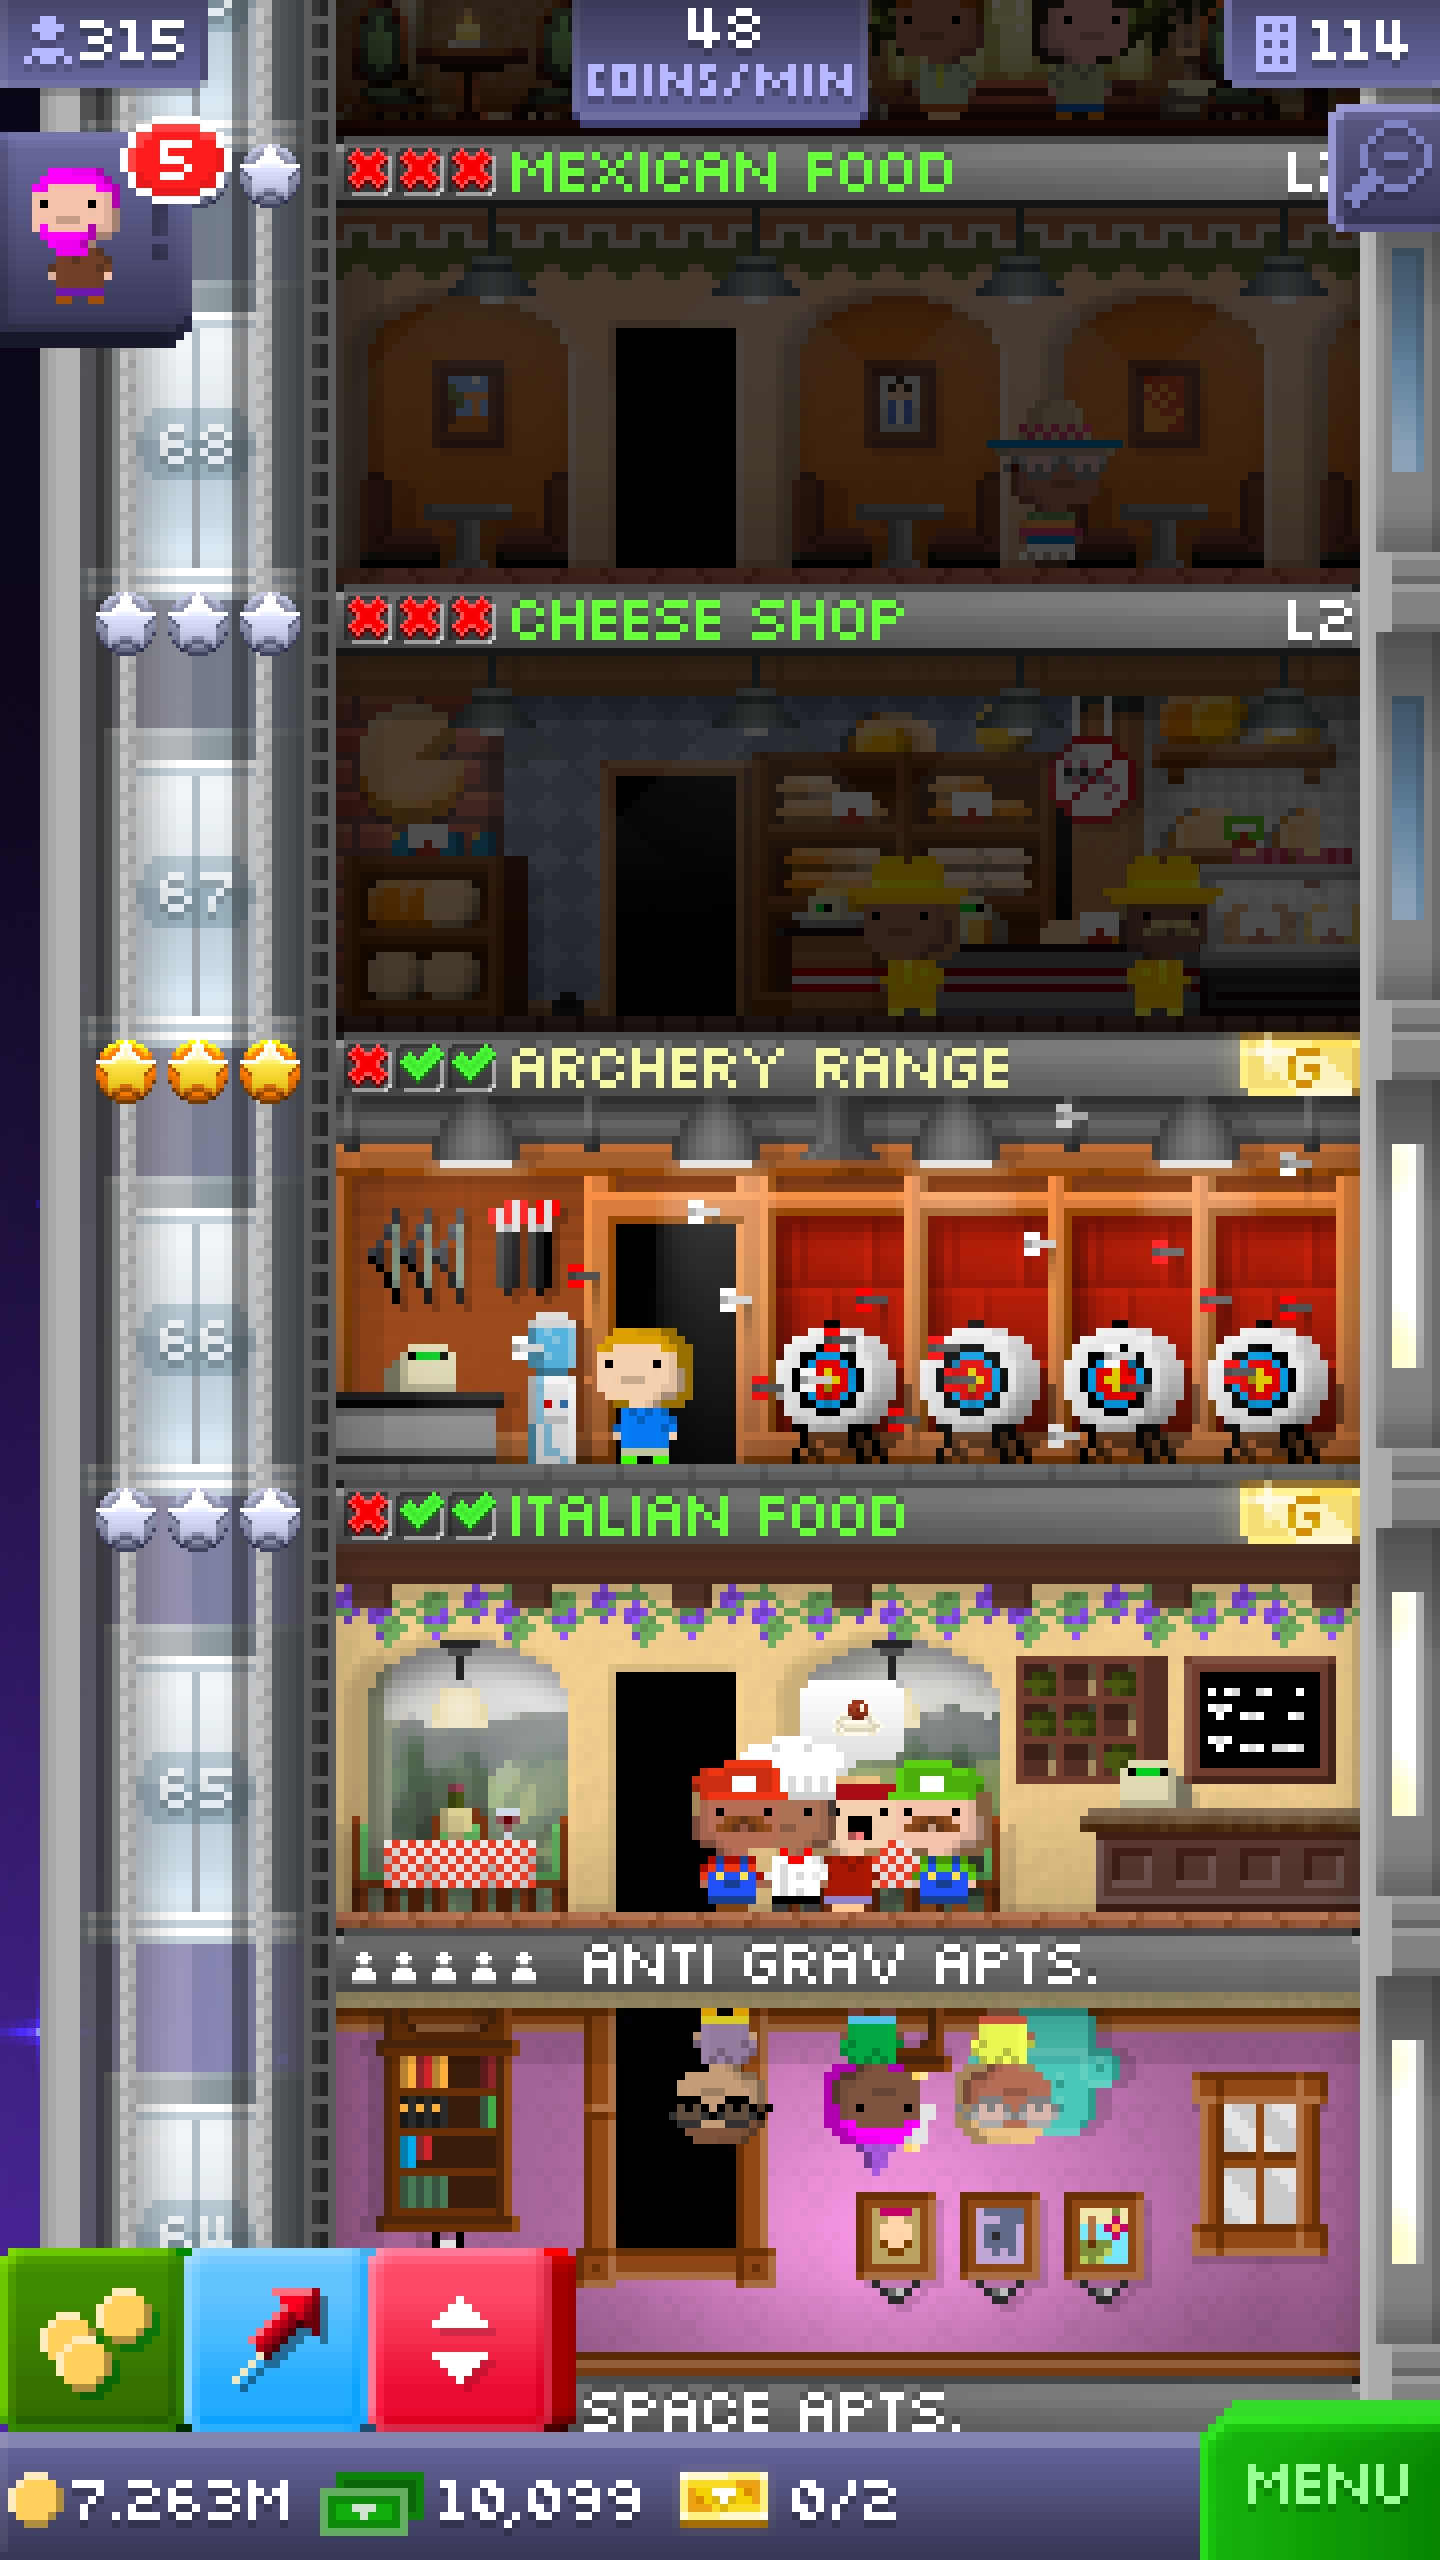 315
48
COINS/MIN
114
5
MEXICAN FOOD
68
CHEESE SHOP L2
67
ARCHERY RANGE G
66
ITALIAN FOOD G
65
ANTI GRAV APTS.
64
SPACE APTS.
7.263M 10,099 0/2
MENU